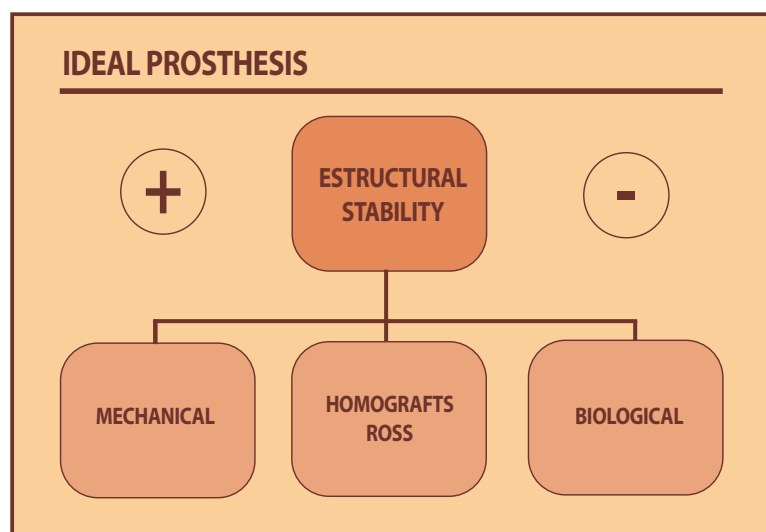 IDEAL PROSTHESIS
+
ESTRUCTURAL
STABILITY
-
MECHANICAL
HOMOGRAFTS
ROSS
BIOLOGICAL